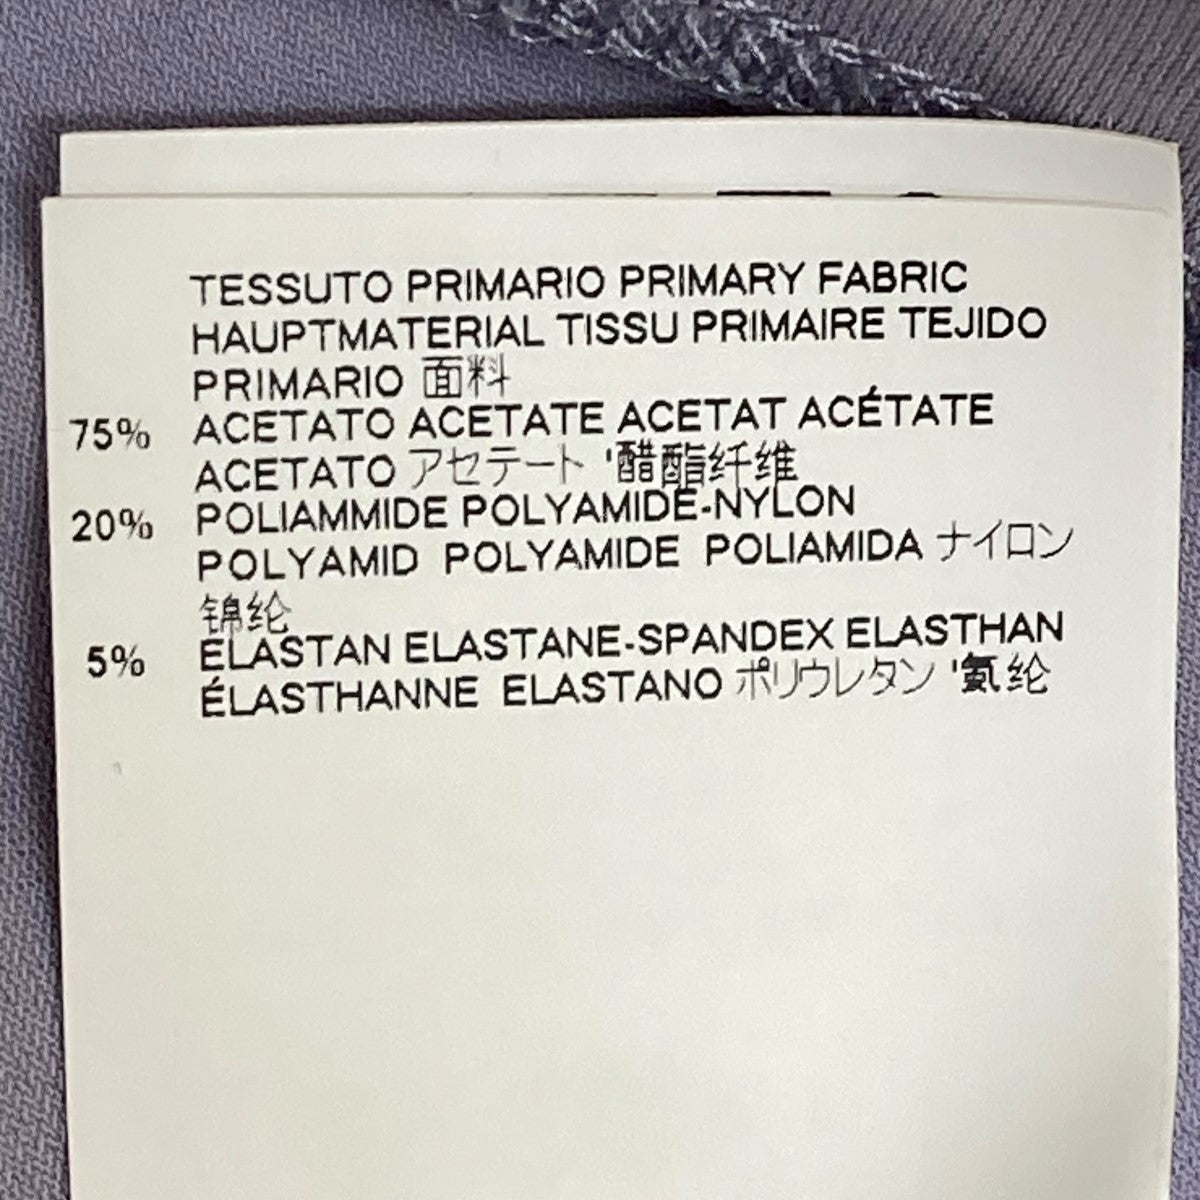 TESSUTO PRIMARIO PRIMARY FABRIC
HAUPTMATERIAL TISSU PRIMAIRE TEJIDO
PRIMARIO 面料
75% ACETATO ACETATE ACETAT ACÉTATE
ACETATO アセテート '醋酯纤维
20% POLIAMMIDE POLYAMIDE-NYLON
POLYAMID POLYAMIDE POLIAMIDA ナイロン
锦纶
5% ELASTAN ELASTANE-SPANDEX ELASTHAN
ÉLASTHANNE ELASTANO ポリウレタン '氨纶